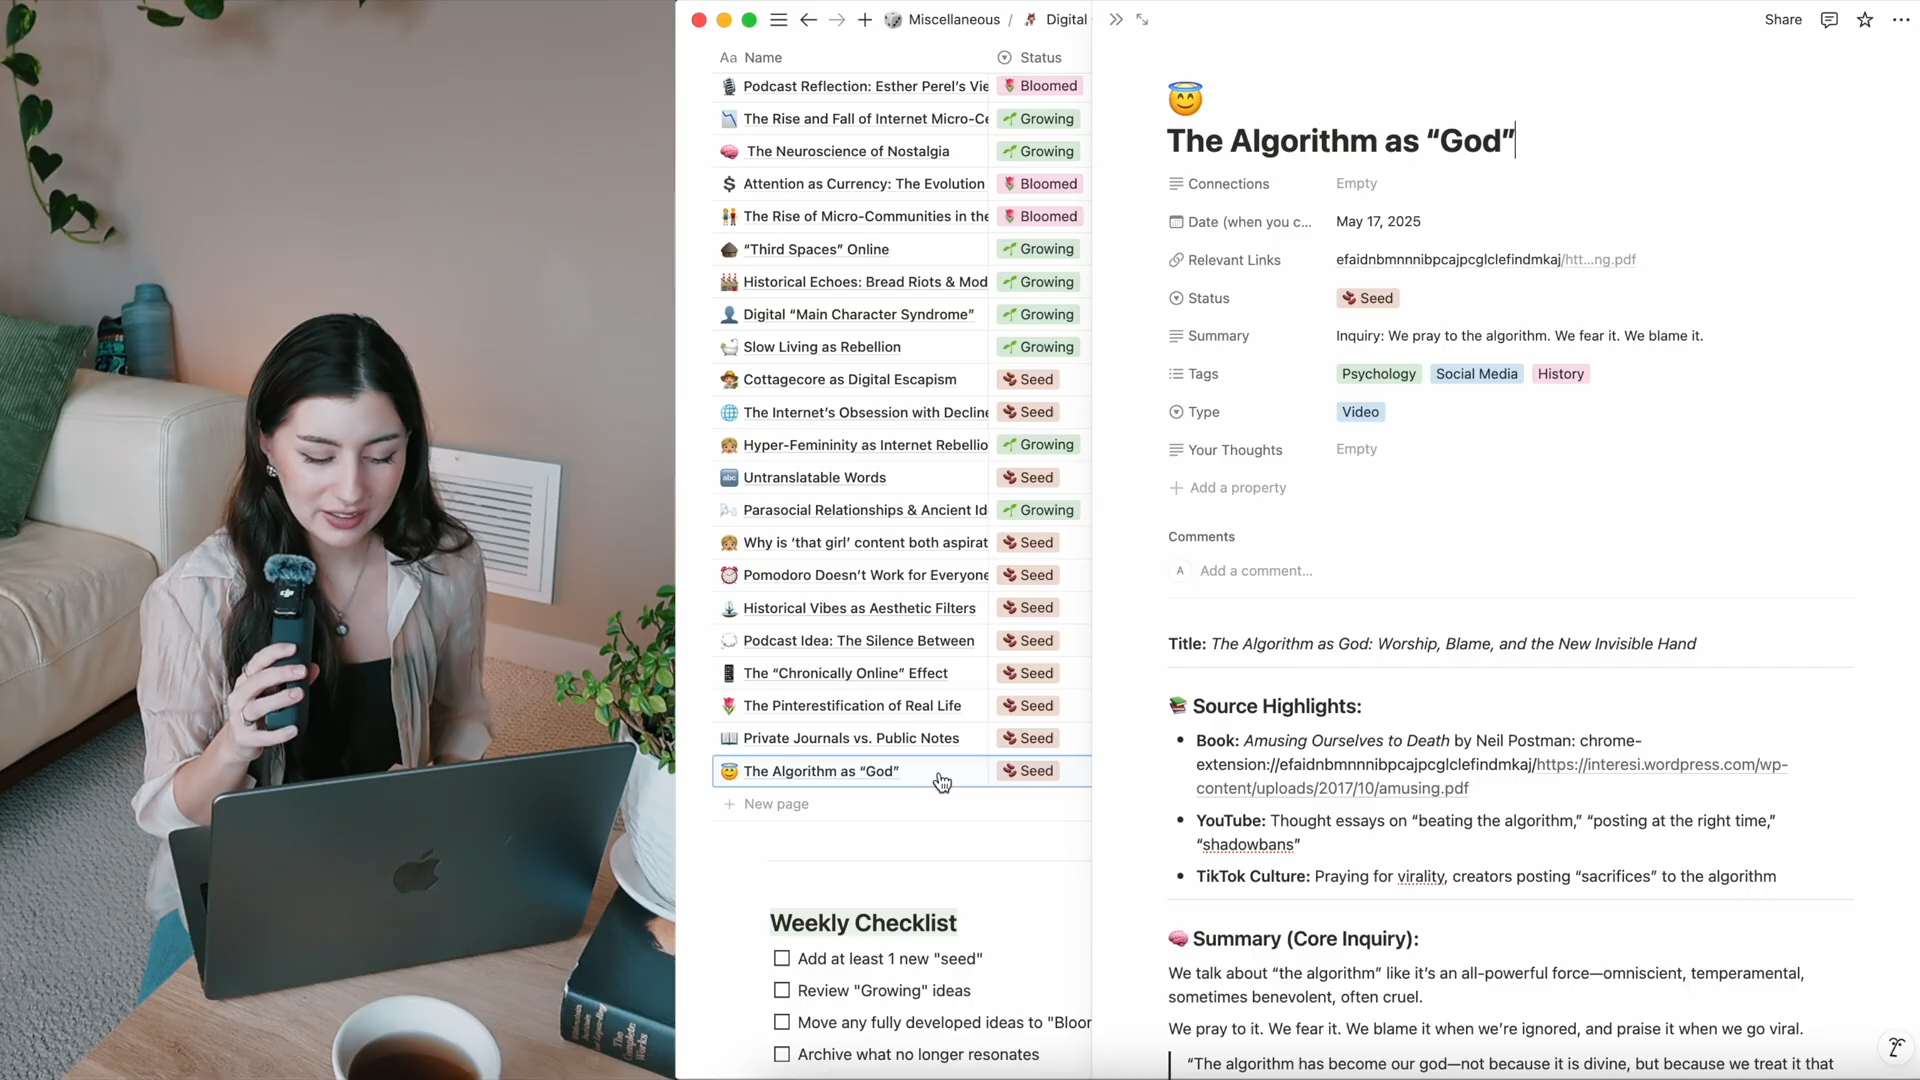 Miscellaneous / Digital
Share
Aa Name Status
Podcast Reflection: Esther Perel’s Vie Bloomed
The Rise and Fall of Internet Micro-Ce Growing
The Neuroscience of Nostalgia Growing
Attention as Currency: The Evolution Bloomed
The Rise of Micro-Communities in the Bloomed
“Third Spaces” Online Growing
Historical Echoes: Bread Riots & Mod Growing
Digital “Main Character Syndrome” Growing
Slow Living as Rebellion Growing
Cottagecore as Digital Escapism Seed
The Internet’s Obsession with Decline Seed
Hyper-Femininity as Internet Rebellio Growing
Untranslatable Words Seed
Parasocial Relationships & Ancient Id Growing
Why is ‘that girl’ content both aspirat Seed
Pomodoro Doesn’t Work for Everyone Seed
Historical Vibes as Aesthetic Filters Seed
Podcast Idea: The Silence Between Seed
The “Chronically Online” Effect Seed
The Pinterestification of Real Life Seed
Private Journals vs. Public Notes Seed
The Algorithm as “God” Seed
+ New page
Weekly Checklist
Add at least 1 new "seed"
Review "Growing" ideas
Move any fully developed ideas to "Bloor
Archive what no longer resonates
The Algorithm as “God”
Connections Empty
Date (when you c... May 17, 2025
Relevant Links efaidnbmnnnibpcajpcglclefindmkaj/htt...ng.pdf
Status Seed
Summary Inquiry: We pray to the algorithm. We fear it. We blame it.
Tags Psychology Social Media History
Type Video
Your Thoughts Empty
+ Add a property
Comments
A Add a comment...
Title: The Algorithm as God: Worship, Blame, and the New Invisible Hand
Source Highlights:
• Book: Amusing Ourselves to Death by Neil Postman: chrome-
extension://efaidnbmnnnibpcajpcglclefindmkaj/https://interesi.wordpress.com/wp-
content/uploads/2017/10/amusing.pdf
• YouTube: Thought essays on “beating the algorithm,” “posting at the right time,”
“shadowbans”
• TikTok Culture: Praying for virality, creators posting “sacrifices” to the algorithm
Summary (Core Inquiry):
We talk about “the algorithm” like it’s an all-powerful force—omniscient, temperamental,
sometimes benevolent, often cruel.
We pray to it. We fear it. We blame it when we’re ignored, and praise it when we go viral.
“The algorithm has become our god—not because it is divine, but because we treat it that
dji
The
Complete
Works